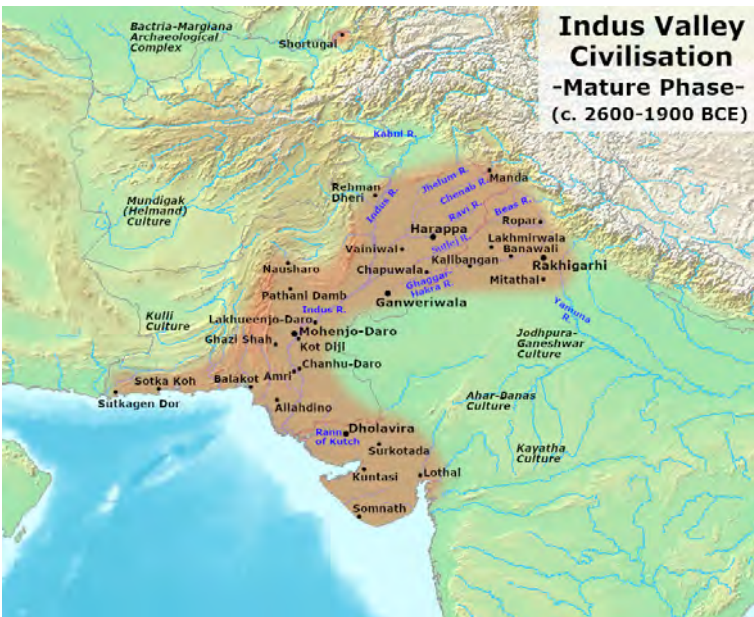 Indus Valley
Civilisation
-Mature Phase-
(c. 2600-1900 BCE)
Bactria-Margiana
Archaeological
Complex
Shortugai
Kabul R.
Mundigak
(Helmand)
Culture
Rehman
Dheri
Indus R.
Jhelum R.
Manda
Chenab R.
Ravi R.
Beas R.
Ropar
Harappa
Sutlej R.
Lakhmirwala
Vainiwal
Banawali
Kalibangan
Rakhigarhi
Nausharo
Chapuwala
Ghaggar-
Hakra R.
Mitathal
Pathani Damb
Ganweriwala
Indus R.
Yamuna
R.
Kulli
Culture
Lakhueenjo-Daro
Mohenjo-Daro
Ghazi Shah
Kot Diji
Jodhpura-
Ganeshwar
Culture
Chanhu-Daro
Amri
Sotka Koh
Balakot
Sutkagen Dor
Allahdino
Ahar-Banas
Culture
Dholavira
Rann
of Kutch
Surkotada
Kayatha
Culture
Kuntasi
Lothal
Somnath